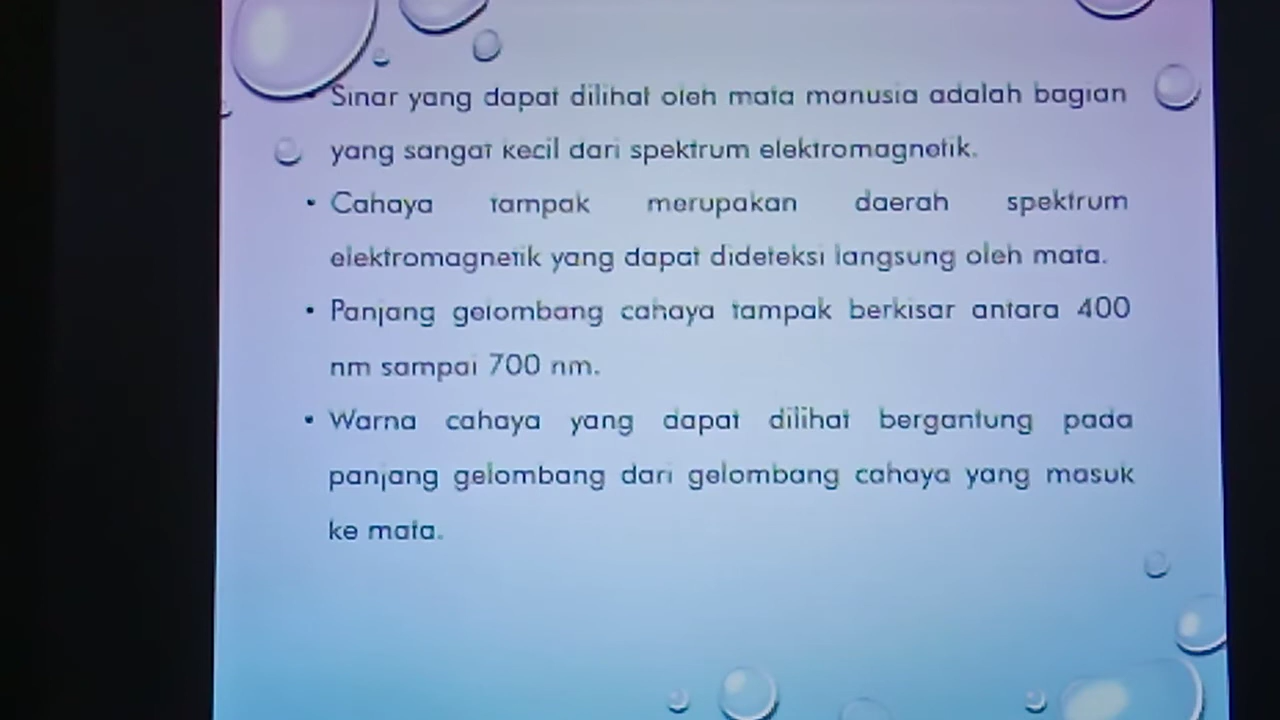 • Sinar yang dapat dilihat oleh mata manusia adalah bagian
yang sangat kecil dari spektrum elektromagnetik.
• Cahaya tampak merupakan daerah spektrum
elektromagnetik yang dapat dideteksi langsung oleh mata.
• Panjang gelombang cahaya tampak berkisar antara 400
nm sampai 700 nm.
• Warna cahaya yang dapat dilihat bergantung pada
panjang gelombang dari gelombang cahaya yang masuk
ke mata.